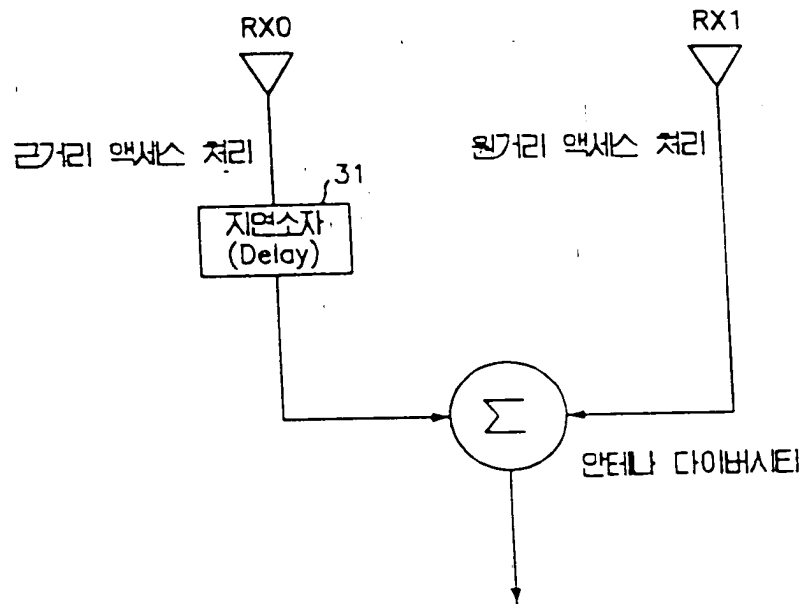 RX0
RX1
근거리 액세스 처리
원거리 액세스 처리
31
지연소자
(Delay)
Σ
안테나 다이버시티